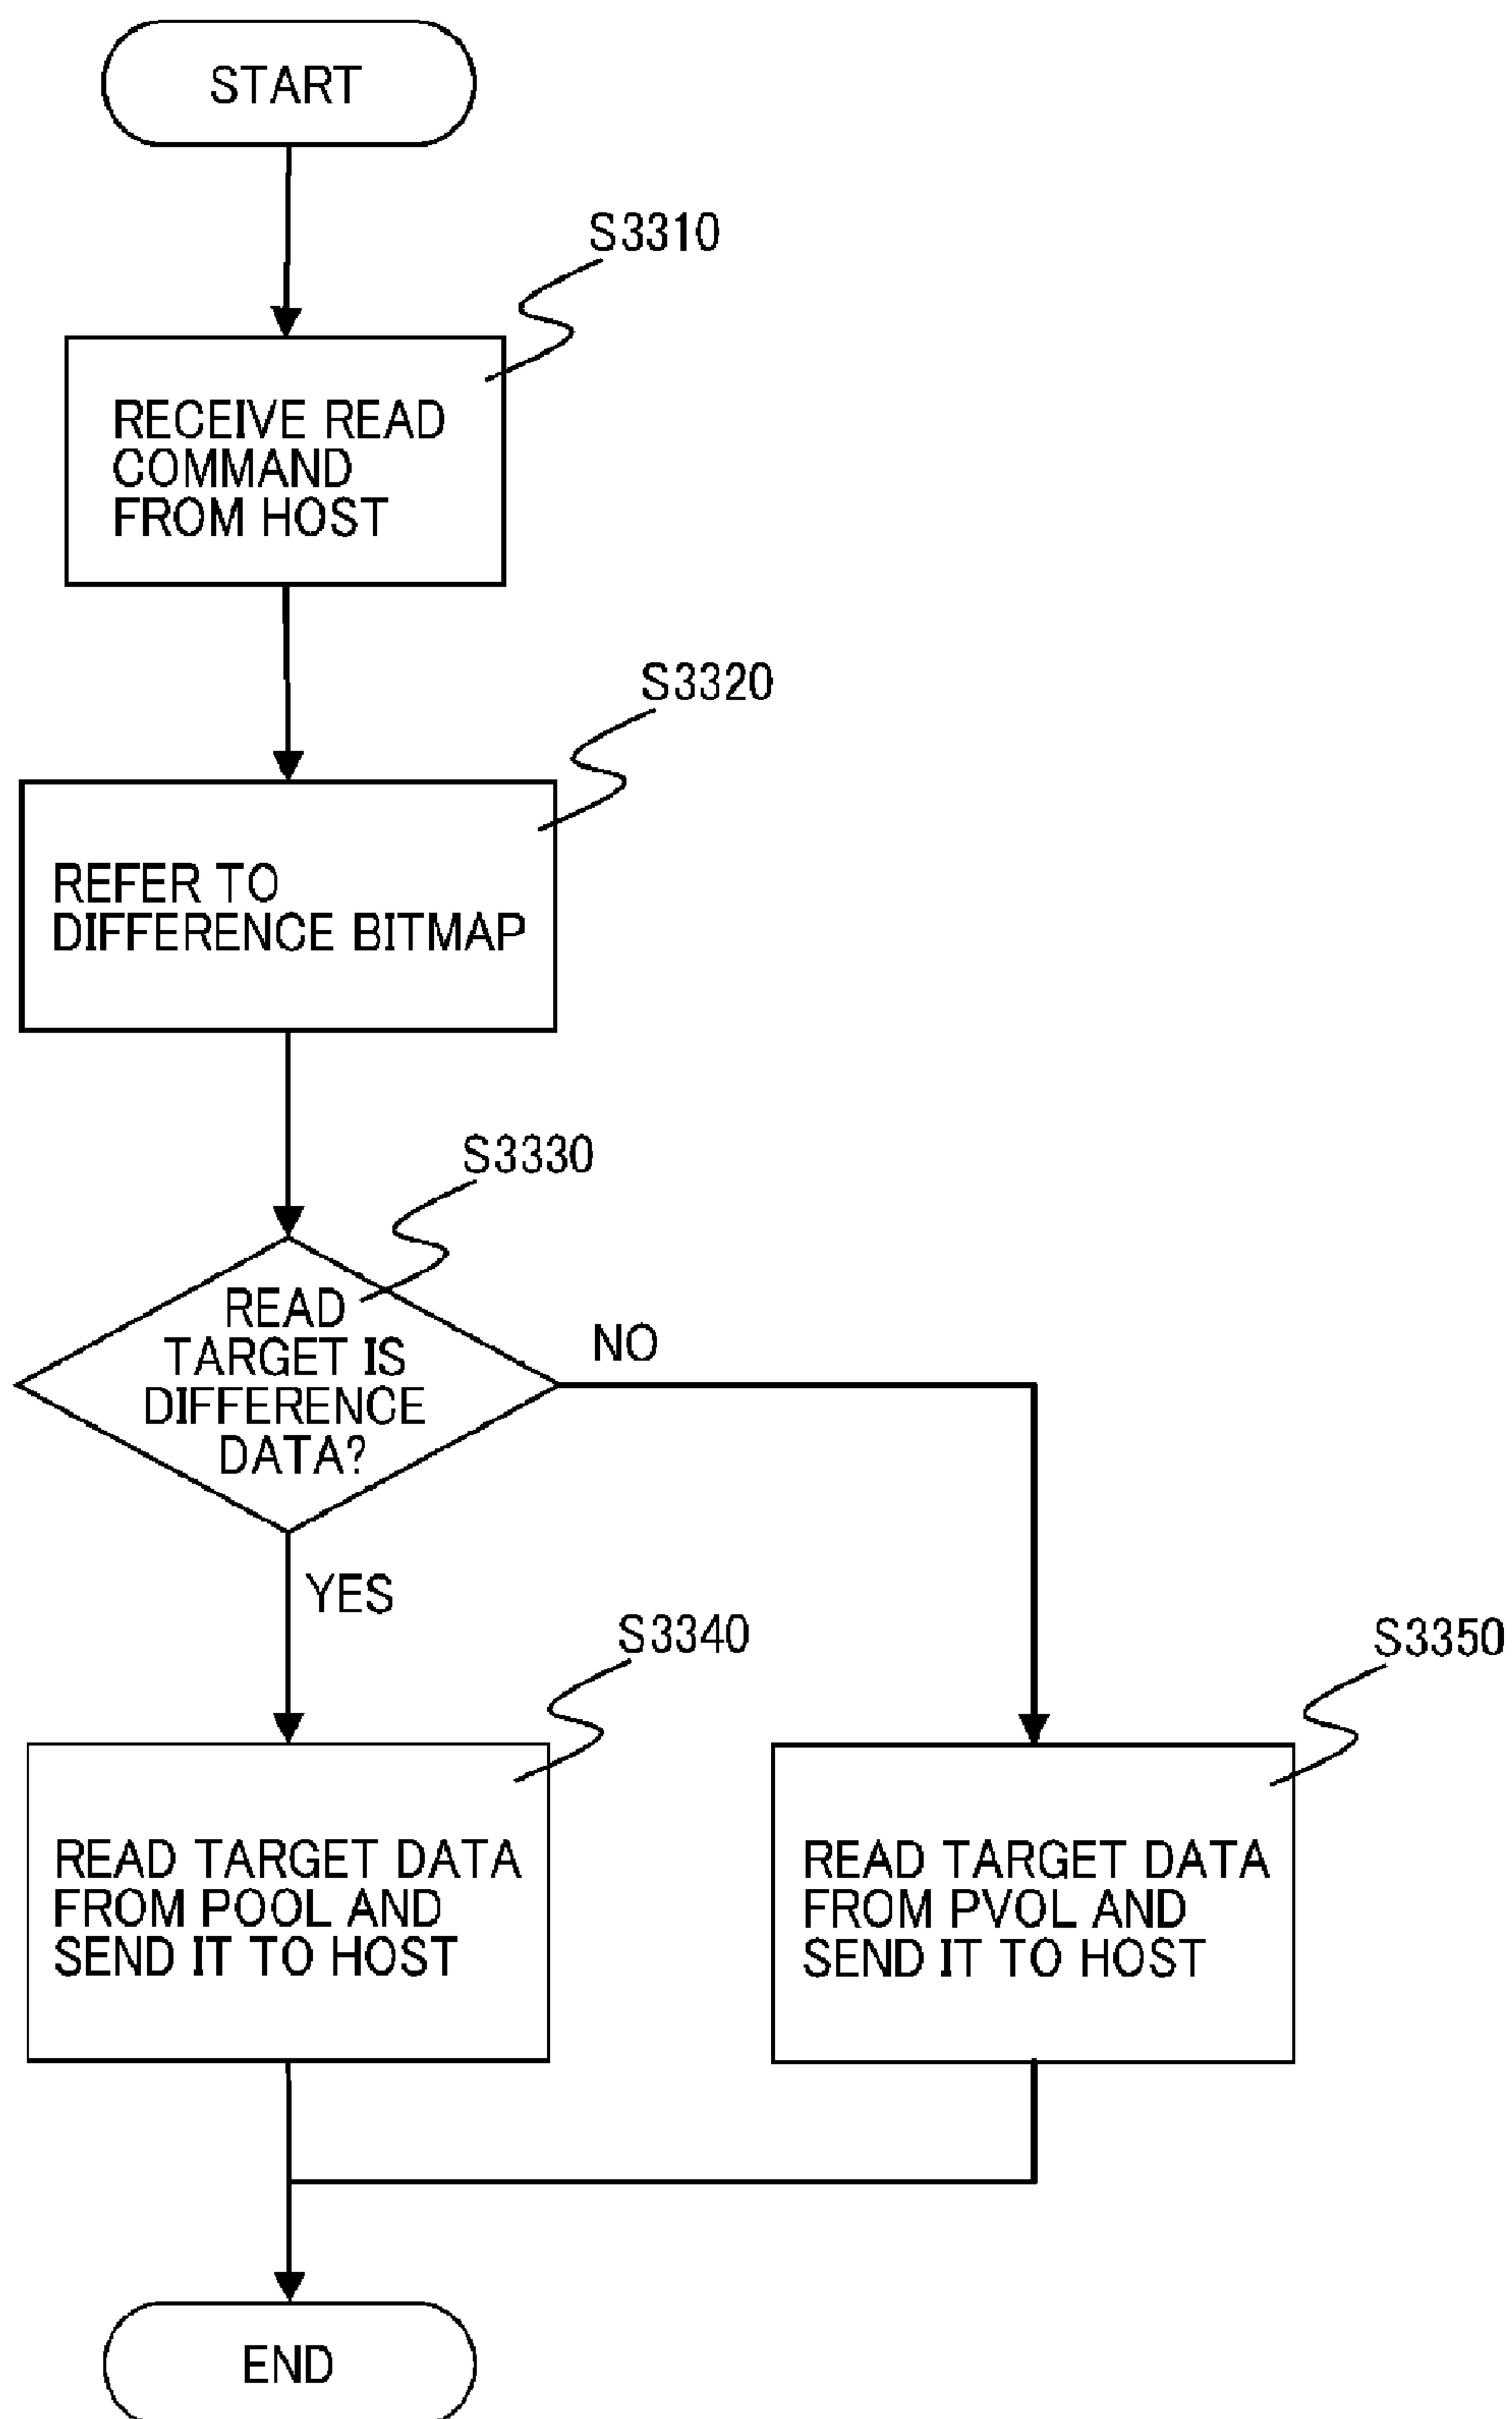 START
S3310
RECEIVE READ
COMMAND
FROM HOST
S3320
REFER TO
DIFFERENCE BITMAP
S3330
READ
TARGET IS
DIFFERENCE
DATA?
NO
YES
S3340
READ TARGET DATA
FROM POOL AND
SEND IT TO HOST
S3350
READ TARGET DATA
FROM PVOL AND
SEND IT TO HOST
END